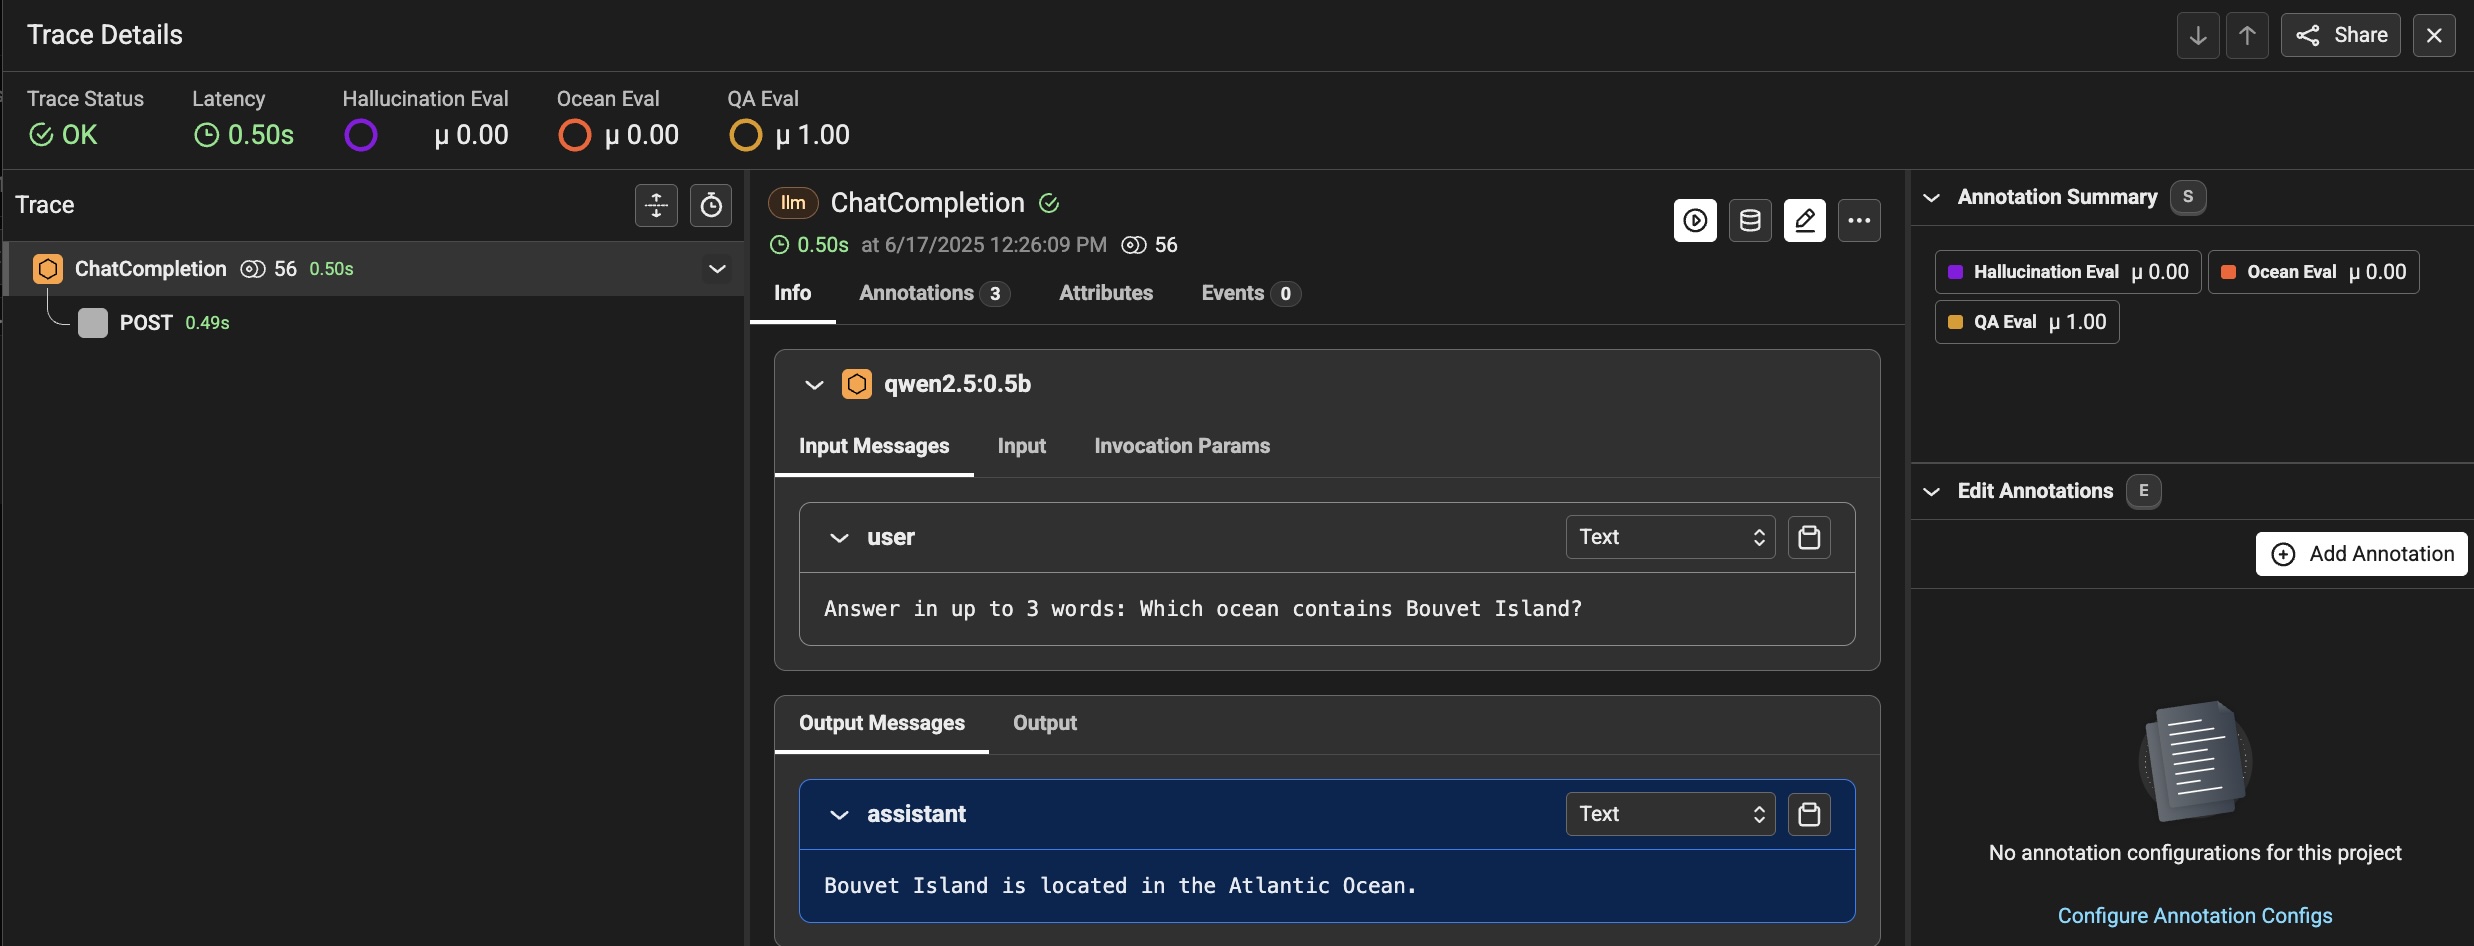 Trace Details
Share
Trace Status
Latency
Hallucination Eval
Ocean Eval
QA Eval
OK
0.50s
μ 0.00
μ 0.00
μ 1.00
Trace
ChatCompletion 56 0.50s
POST 0.49s
llm ChatCompletion
0.50s at 6/17/2025 12:26:09 PM 56
Info
Annotations 3
Attributes
Events 0
qwen2.5:0.5b
Input Messages
Input
Invocation Params
user
Text
Answer in up to 3 words: Which ocean contains Bouvet Island?
Output Messages
Output
assistant
Text
Bouvet Island is located in the Atlantic Ocean.
Annotation Summary S
Hallucination Eval μ 0.00
Ocean Eval μ 0.00
QA Eval μ 1.00
Edit Annotations E
Add Annotation
No annotation configurations for this project
Configure Annotation Configs